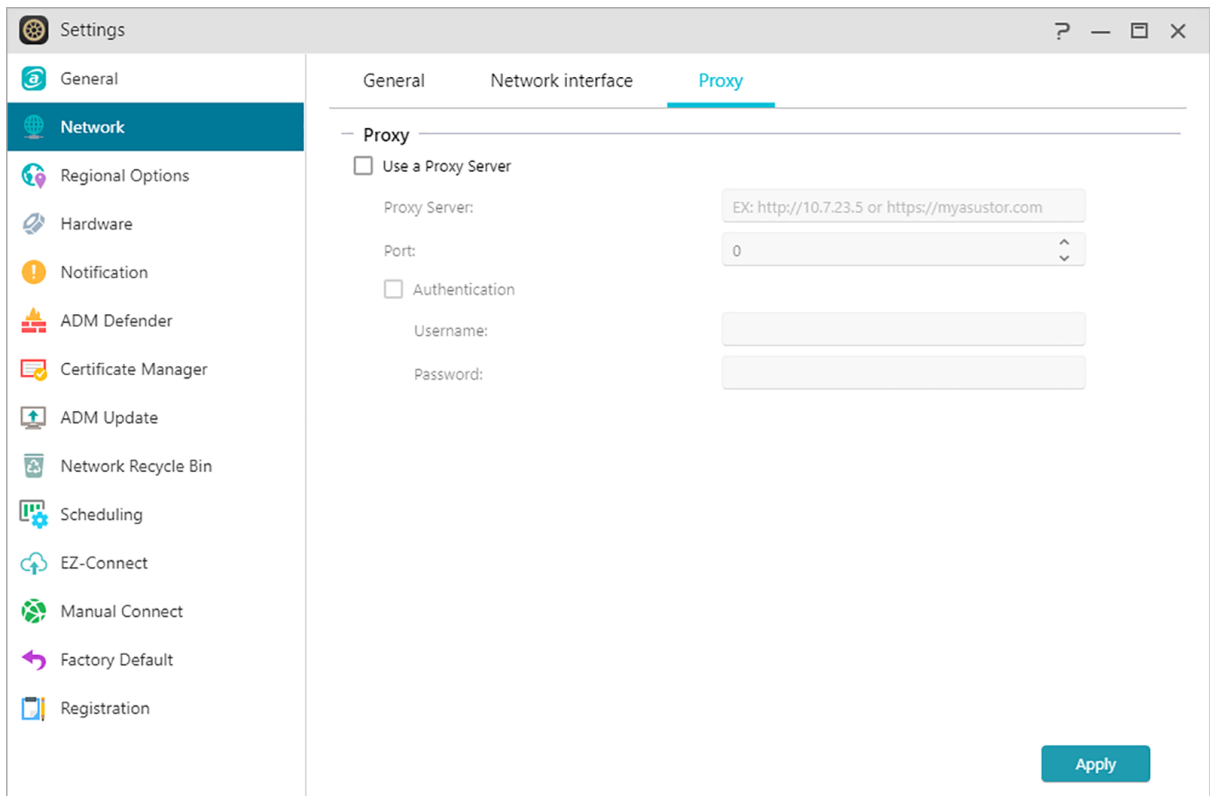 Settings
General
Network
Regional Options
Hardware
Notification
ADM Defender
Certificate Manager
ADM Update
Network Recycle Bin
Scheduling
EZ-Connect
Manual Connect
Factory Default
Registration
General Network interface Proxy
Proxy
Use a Proxy Server
Proxy Server: EX: http://10.7.23.5 or https://myasustor.com
Port: 0
Authentication
Username:
Password:
Apply